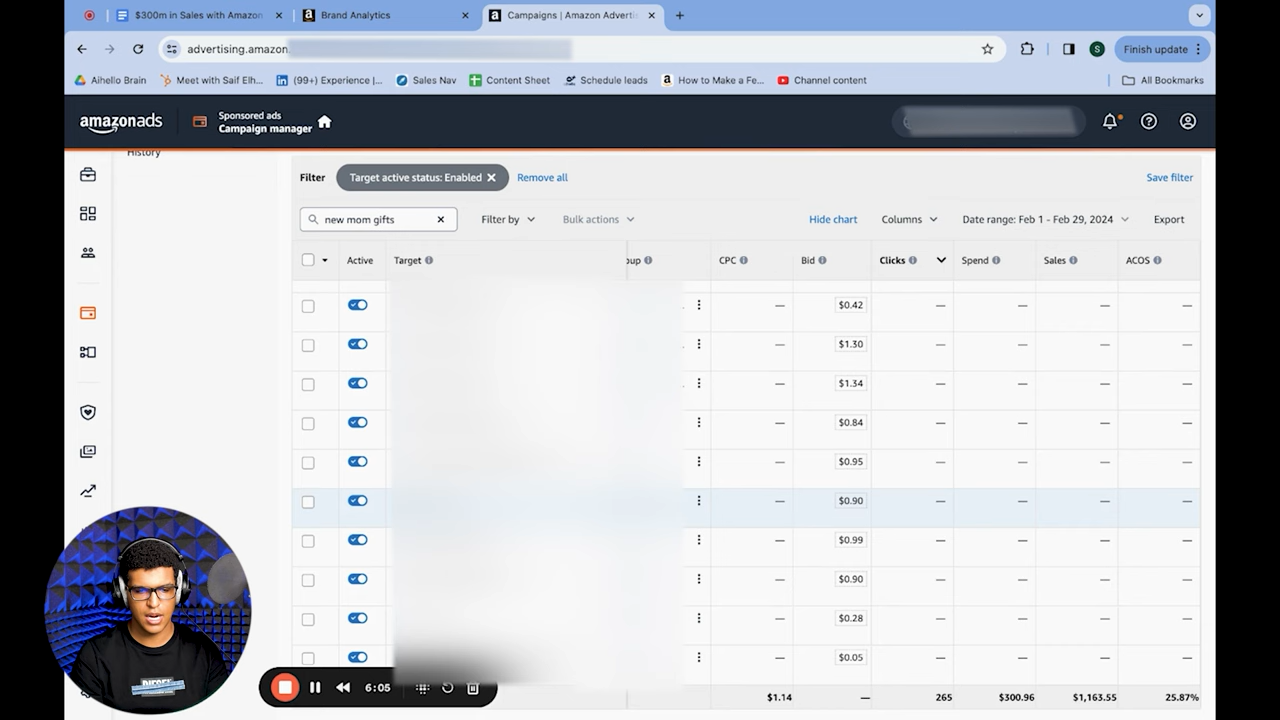 $300m in Sales with Amazon
Brand Analytics
Campaigns | Amazon Adverti
advertising.amazon
Finish update
Aihello Brain
Meet with Saif Elh...
(99+) Experience |...
Sales Nav
Content Sheet
Schedule leads
How to Make a Fe...
Channel content
All Bookmarks
amazonads
Sponsored ads
Campaign manager
History
Filter
Target active status: Enabled
Remove all
Save filter
new mom gifts
Filter by
Bulk actions
Hide chart
Columns
Date range: Feb 1 - Feb 29, 2024
Export
Active
Target
oup
CPC
Bid
Clicks
Spend
Sales
ACOS
— $0.42 — — — —
— $1.30 — — — —
— $1.34 — — — —
— $0.84 — — — —
— $0.95 — — — —
— $0.90 — — — —
— $0.99 — — — —
— $0.90 — — — —
— $0.28 — — — —
— $0.05 — — — —
$1.14 — 265 $300.96 $1,163.55 25.87%
6:05
DIESEL